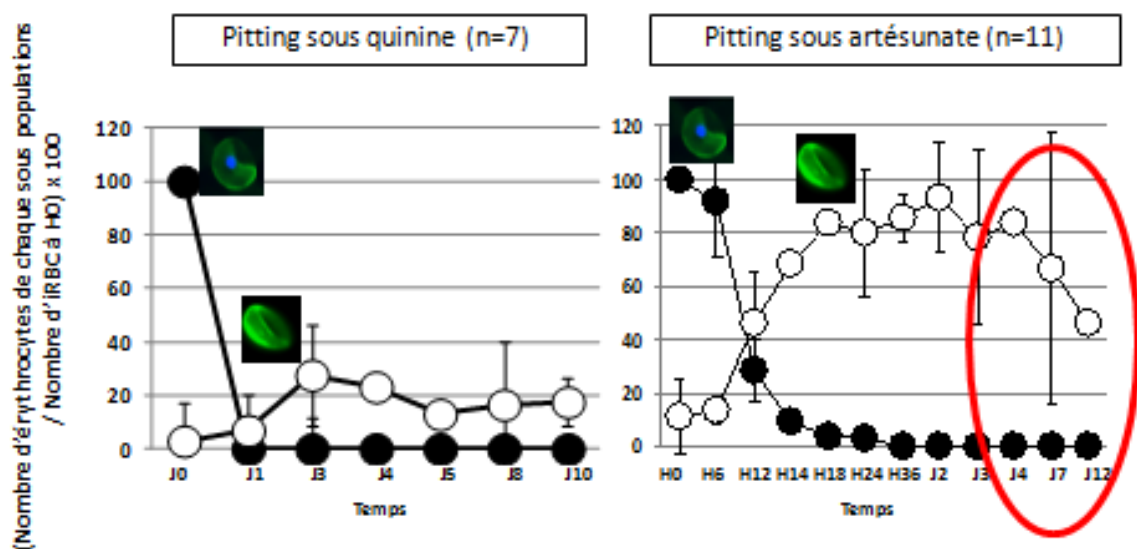 Pitting sous quinine (n=7)
Pitting sous artésunate (n=11)
(Nombre d'érythrocytes de chaque sous populations
/ Nombre d'iRBC à H0) x 100
120
100
80
60
40
20
0
J0 J1 J3 J4 J5 J8 J10
Temps
120
100
80
60
40
20
0
H0 H6 H12 H14 H18 H24 H36 J2 J3 J4 J7 J12
Temps